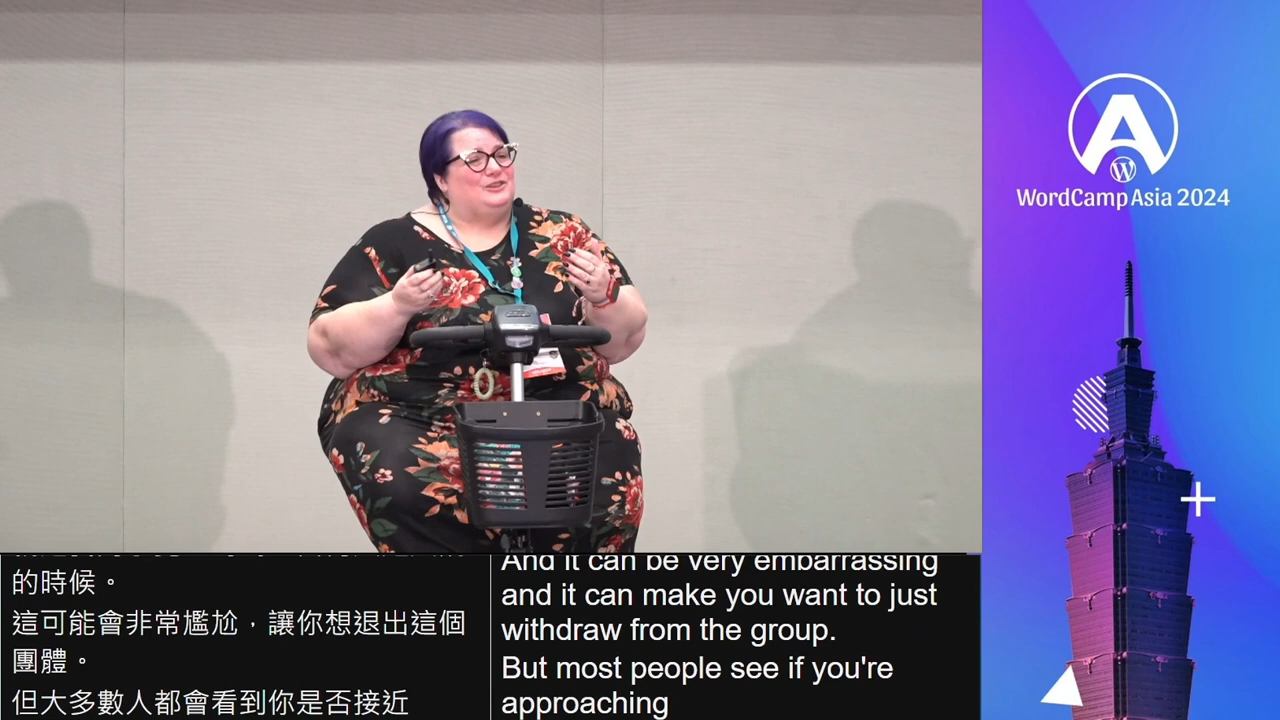 WordCamp Asia 2024
的時候。
這可能會非常尷尬，讓你想退出這個
團體。
但大多數人都會看到你是否接近
And it can be very embarrassing
and it can make you want to just
withdraw from the group.
But most people see if you're
approaching